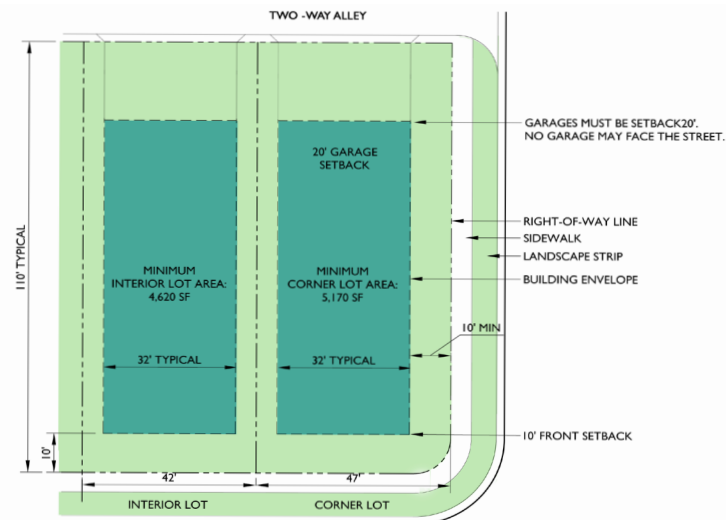 TWO -WAY ALLEY
GARAGES MUST BE SETBACK20'.
NO GARAGE MAY FACE THE STREET.
20' GARAGE
SETBACK
RIGHT-OF-WAY LINE
SIDEWALK
LANDSCAPE STRIP
BUILDING ENVELOPE
110' TYPICAL
MINIMUM
INTERIOR LOT AREA:
4,620 SF
MINIMUM
CORNER LOT AREA:
5,170 SF
10' MIN
32' TYPICAL
32' TYPICAL
10' FRONT SETBACK
10'
42'
47'
INTERIOR LOT
CORNER LOT